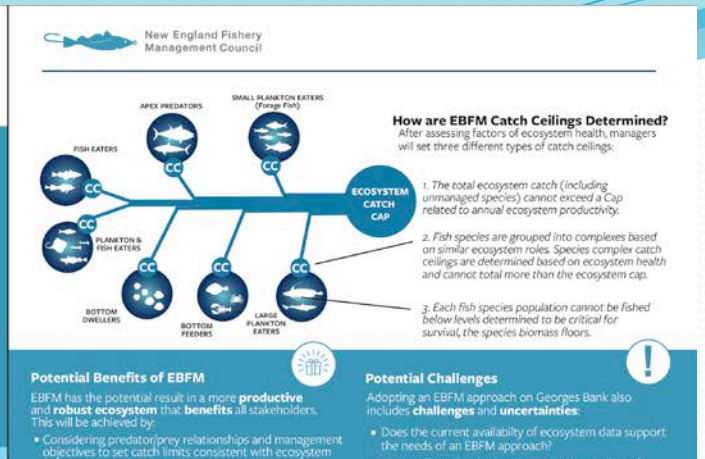 New England Fishery
Management Council
SMALL PLANKTON EATERS
(Forage Fish)
APEX PREDATORS
FISH EATERS
PLANKTON &
FISH EATERS
BOTTOM
DWELLERS
BOTTOM
FEEDERS
LARGE
PLANKTON
EATERS
CC
CC
CC
CC
CC
CC
CC
ECOSYSTEM
CATCH
CAP
How are EBFM Catch Ceilings Determined?
After assessing factors of ecosystem health, managers
will set three different types of catch ceilings:
1. The total ecosystem catch (including
unmanaged species) cannot exceed a Cap
related to annual ecosystem productivity.
2. Fish species are grouped into complexes based
on similar ecosystem roles. Species complex catch
ceilings are determined based on ecosystem health
and cannot total more than the ecosystem cap.
3. Each fish species population cannot be fished
below levels determined to be critical for
survival, the species biomass floors.
Potential Benefits of EBFM
EBFM has the potential result in a more productive
and robust ecosystem that benefits all stakeholders.
This will be achieved by:
▪ Considering predator/prey relationships and management
objectives to set catch limits consistent with ecosystem
!
Potential Challenges
Adopting an EBFM approach on Georges Bank also
includes challenges and uncertainties:
▪ Does the current availabilty of ecosystem data support
the needs of an EBFM approach?